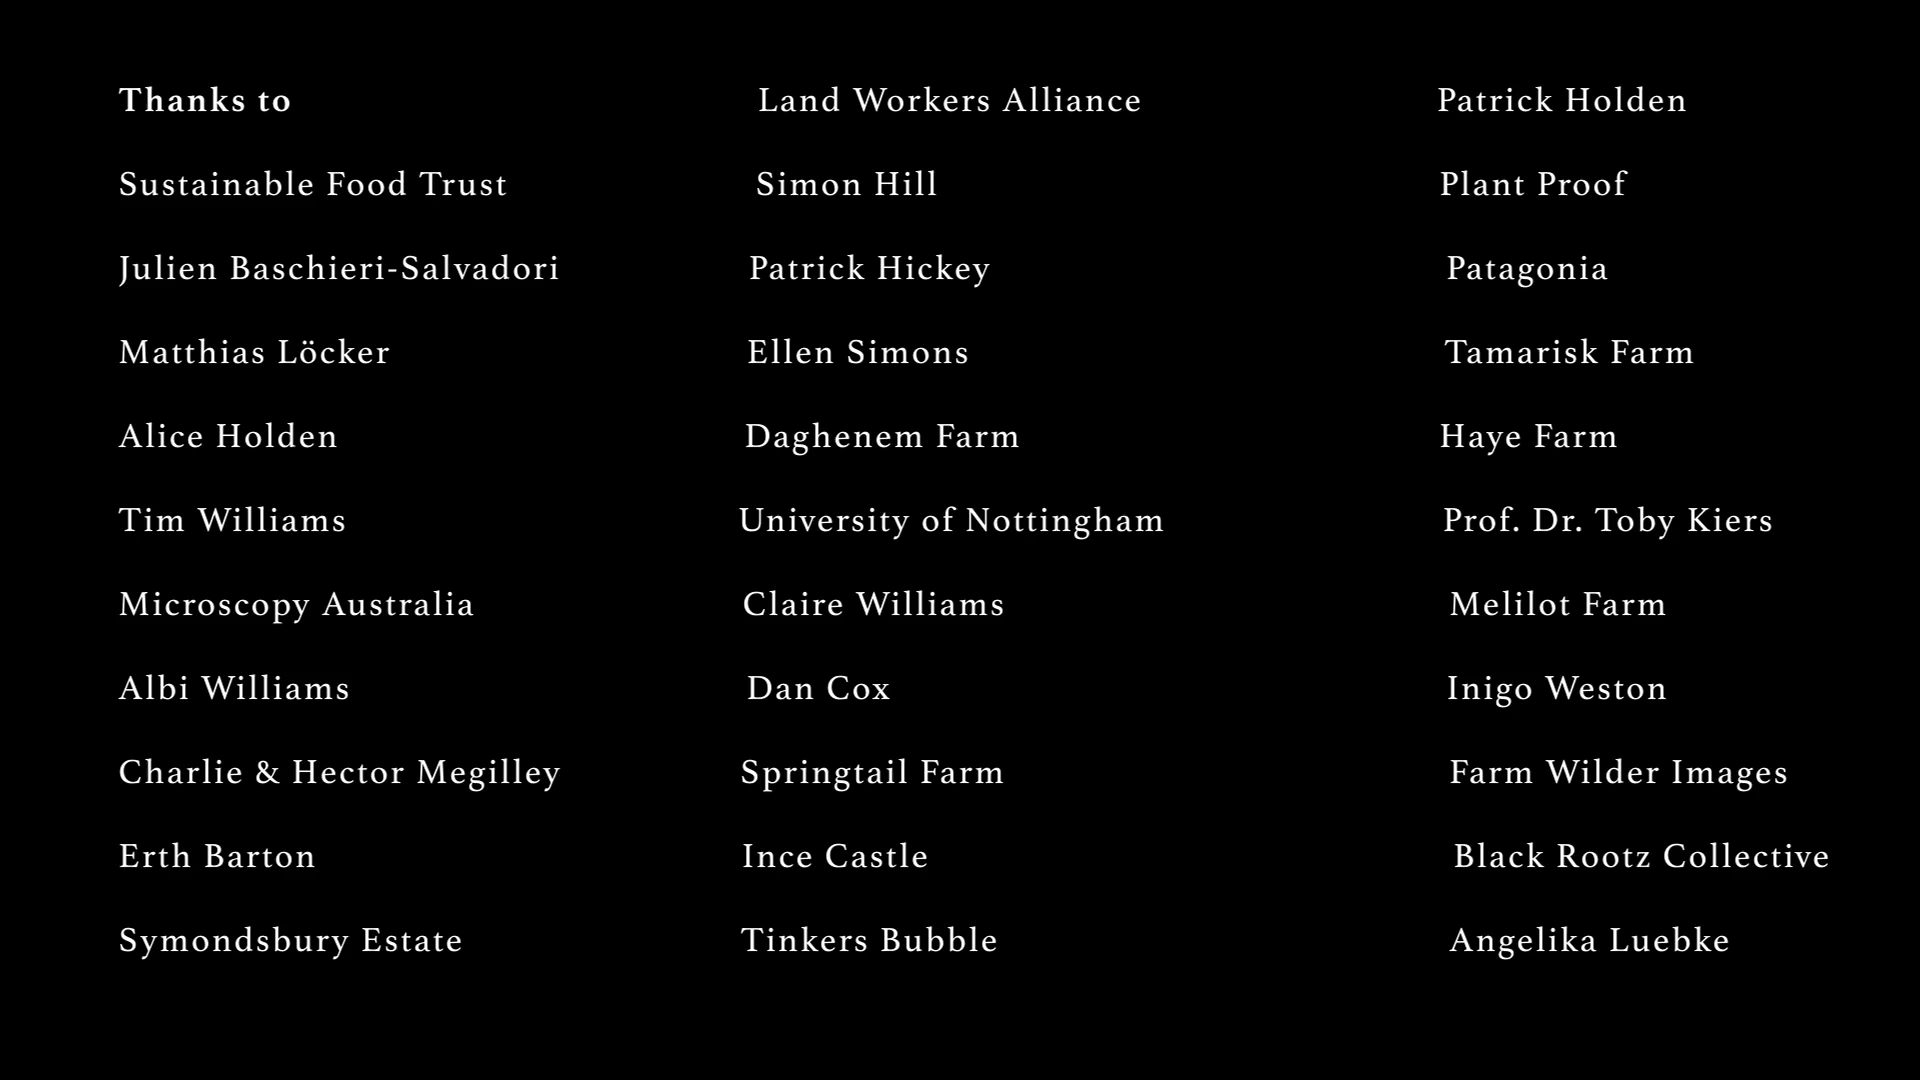 Thanks to
Sustainable Food Trust
Julien Baschieri-Salvadori
Matthias Löcker
Alice Holden
Tim Williams
Microscopy Australia
Albi Williams
Charlie & Hector Megilley
Erth Barton
Symondsbury Estate
Land Workers Alliance
Simon Hill
Patrick Hickey
Ellen Simons
Daghenem Farm
University of Nottingham
Claire Williams
Dan Cox
Springtail Farm
Ince Castle
Tinkers Bubble
Patrick Holden
Plant Proof
Patagonia
Tamarisk Farm
Haye Farm
Prof. Dr. Toby Kiers
Melilot Farm
Inigo Weston
Farm Wilder Images
Black Rootz Collective
Angelika Luebke